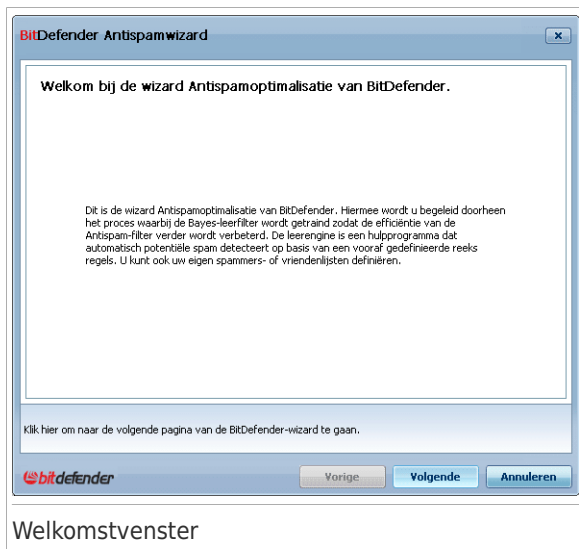 BitDefender Antispamwizard
Welkom bij de wizard Antispamoptimalisatie van BitDefender.
Dit is de wizard Antispamoptimalisatie van BitDefender. Hiermee wordt u begeleid doorheen
het proces waarbij de Bayes-leerfilter wordt getraind zodat de efficiëntie van de
Antispam-filter verder wordt verbeterd. De leerengine is een hulpprogramma dat
automatisch potentiële spam detecteert op basis van een vooraf gedefinieerde reeks
regels. U kunt ook uw eigen spammers- of vriendenlijsten definiëren.
Klik hier om naar de volgende pagina van de BitDefender-wizard te gaan.
bitdefender
Vorige
Volgende
Annuleren
Welkomstvenster